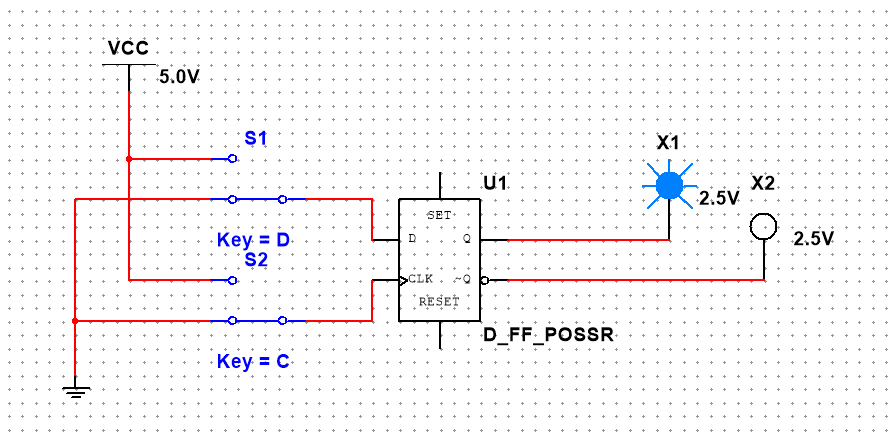 VCC
5.0V
S1
Key = D
S2
Key = C
U1
SET
D
Q
CLK
~Q
RESET
D_FF_POSSR
X1
2.5V
X2
2.5V